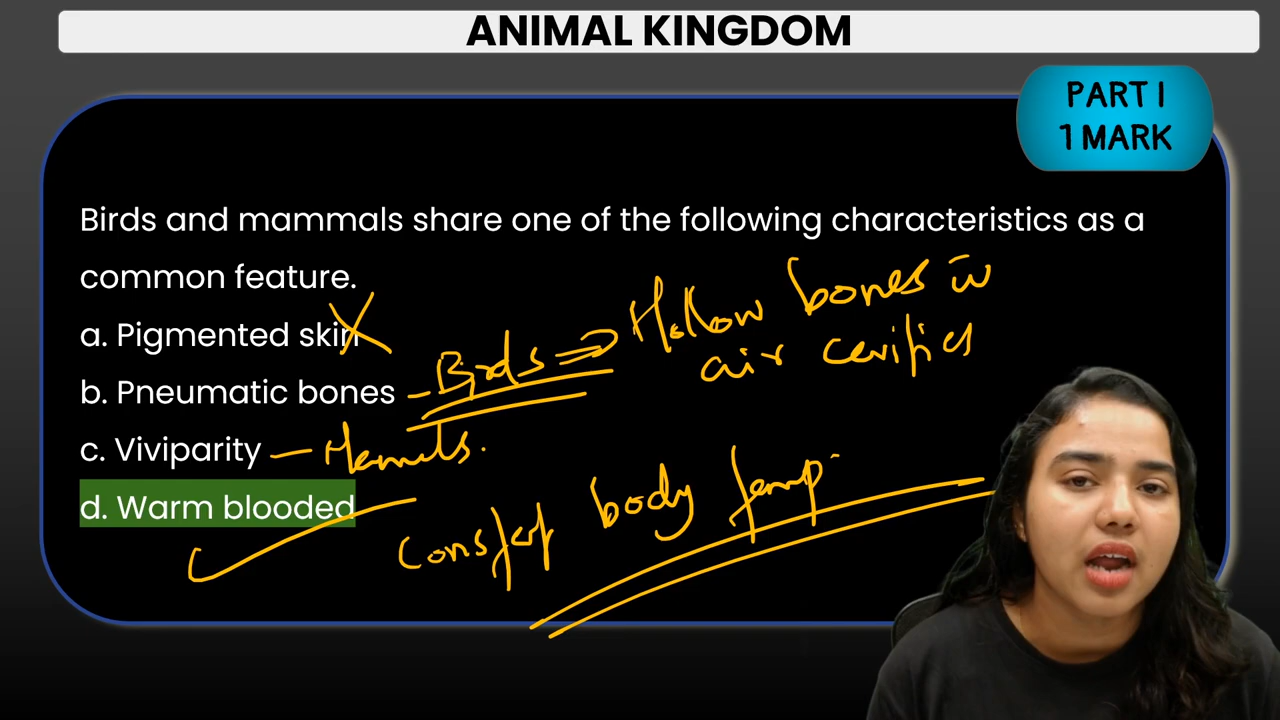 ANIMAL KINGDOM
PART I
1 MARK
Birds and mammals share one of the following characteristics as a
common feature.
a. Pigmented skin
b. Pneumatic bones - Birds ⇒ Hollow bones w
air cavities
c. Viviparity -
d. Warm blooded
body temp.